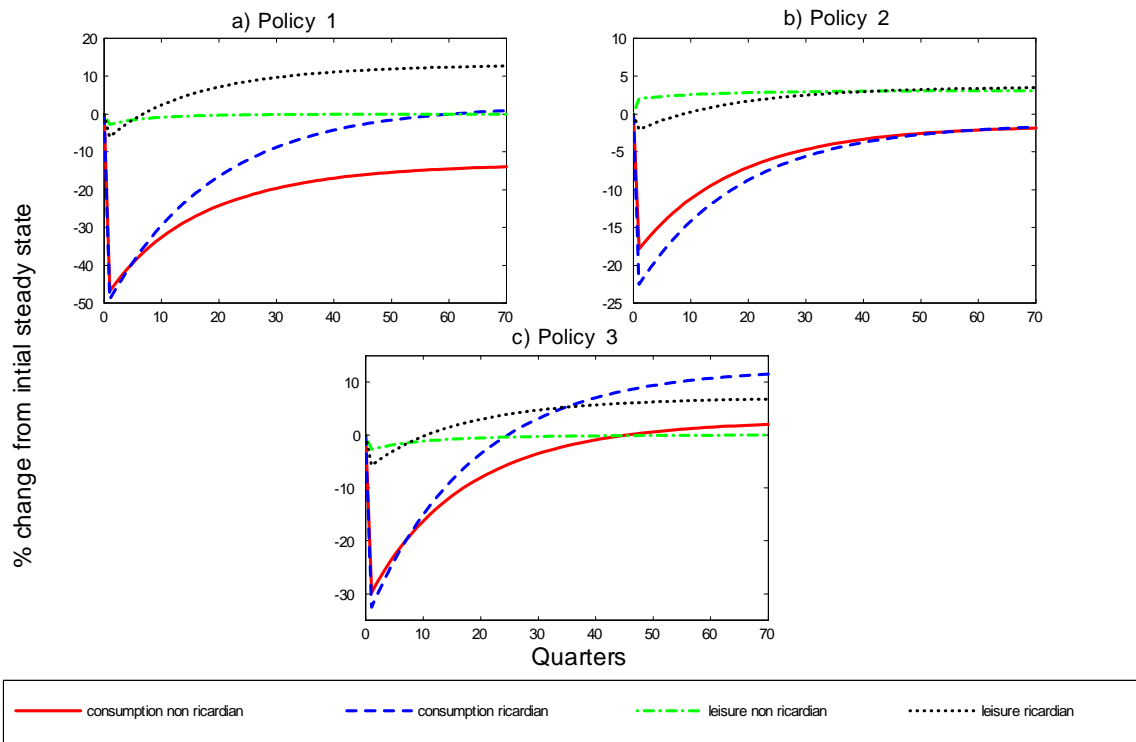 a) Policy 1
20
10
0
-10
-20
-30
-40
-50
0 10 20 30 40 50 60 70
b) Policy 2
10
5
0
-5
-10
-15
-20
-25
0 10 20 30 40 50 60 70
% change from intial steady state
c) Policy 3
10
0
-10
-20
-30
0 10 20 30 40 50 60 70
Quarters
consumption non ricardian consumption ricardian leisure non ricardian leisure ricardian